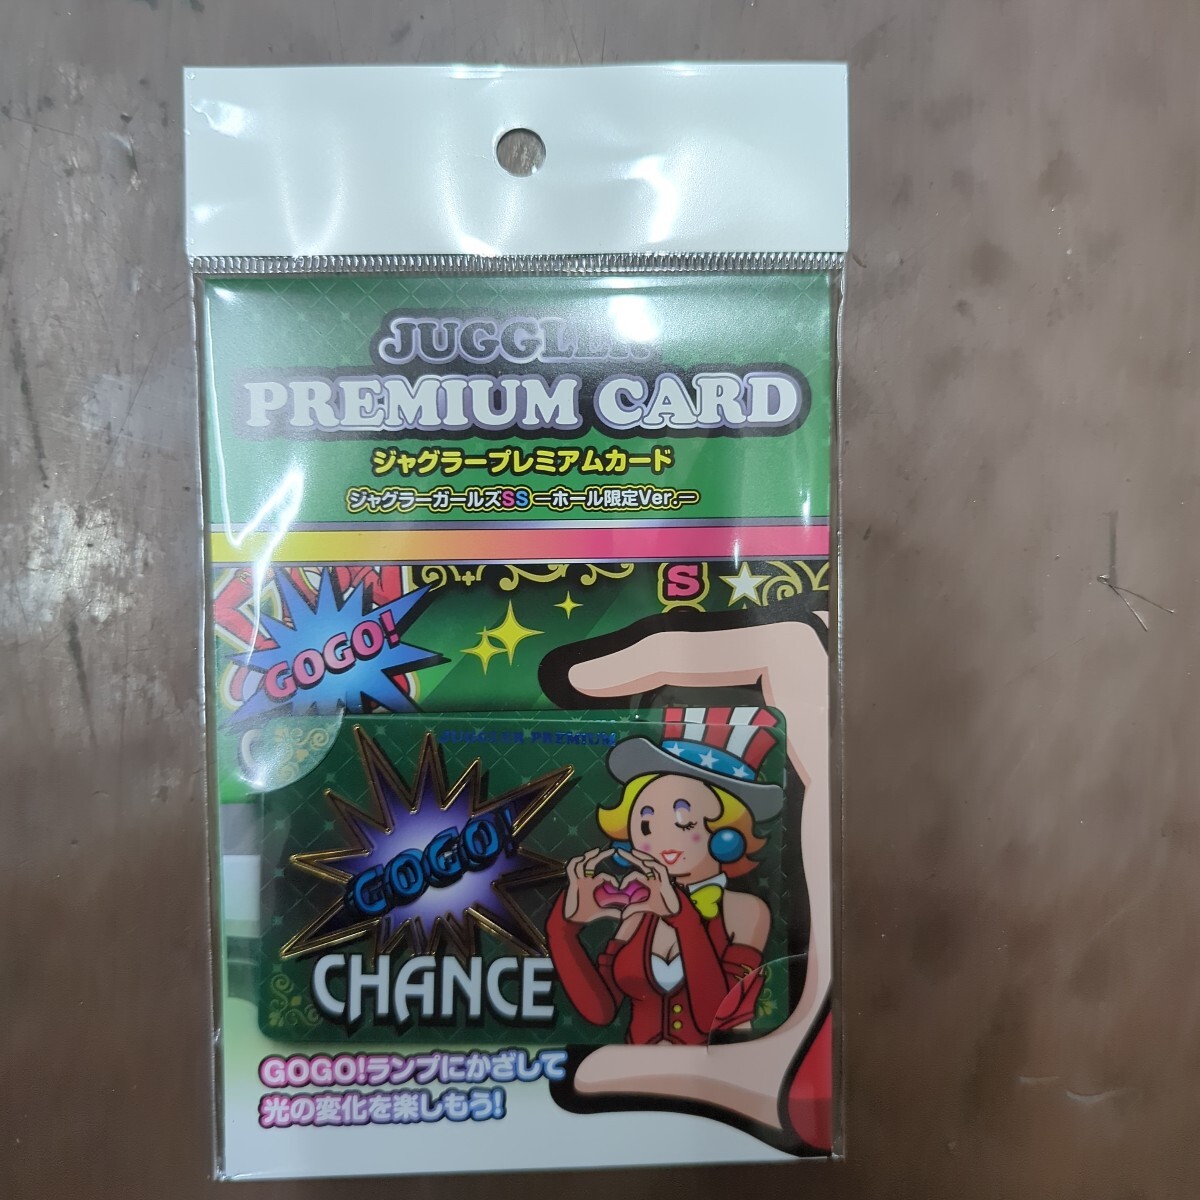 JUGGLER
PREMIUM CARD
ジャグラープレミアムカード
ジャグラーガールズSS ーホール限定Ver.ー
S
GOGO!
JUGGLER PREMIUM
GOGO!
CHANCE
GOGO!ランプにかざして
光の変化を楽しもう!